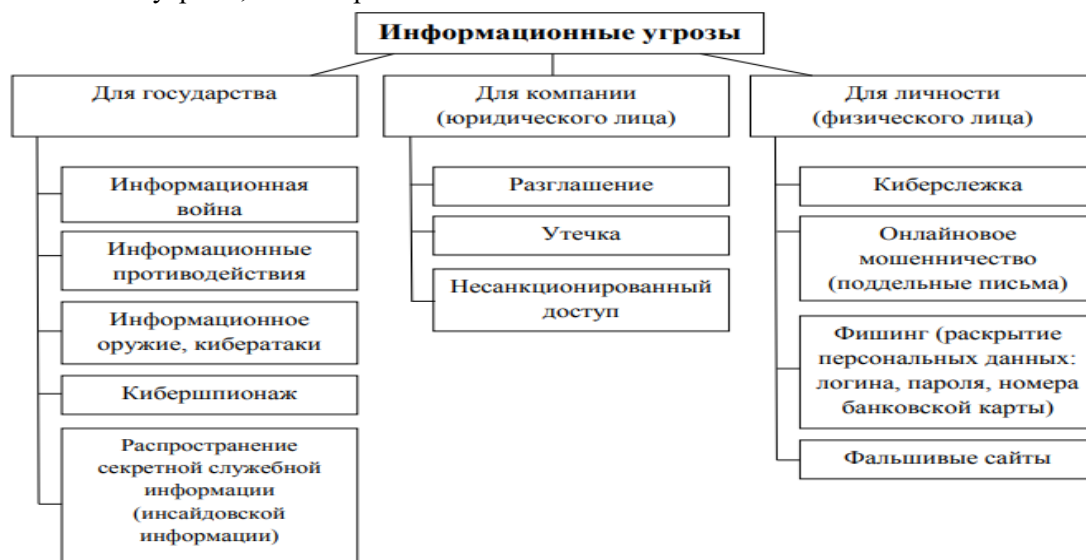 Информационные угрозы
Для государства
Информационная
война
Информационные
противодействия
Информационное
оружие, кибератаки
Кибершпионаж
Распространение
секретной служебной
информации
(инсайдовской
информации)
Для компании
(юридического лица)
Разглашение
Утечка
Несанкционированный
доступ
Для личности
(физического лица)
Киберслежка
Онлайновое
мошенничество
(поддельные письма)
Фишинг (раскрытие
персональных данных:
логина, пароля, номера
банковской карты)
Фальшивые сайты